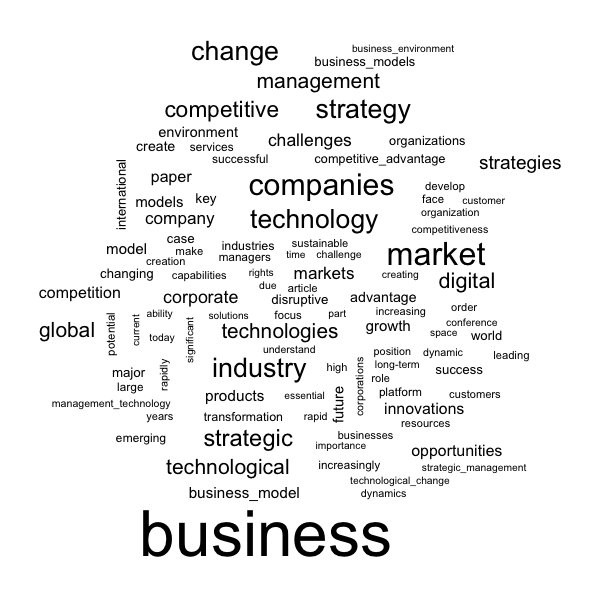 change
business_environment
business_models
management
competitive
strategy
environment
challenges
organizations
create
services
successful
competitive_advantage
strategies
international
paper
companies
develop
models
key
face
customer
company
technology
organization
competitiveness
case
model
make
industries
sustainable
market
creation
managers
time
challenge
changing
capabilities
rights
markets
creating
digital
due
article
competition
corporate
disruptive
advantage
global
potential
current
ability
significant
solutions
focus
part
increasing
order
today
technologies
growth
conference
space
world
understand
position
dynamic
leading
major
rapidly
industry
high
corporations
long-term
success
large
role
management_technology
products
essential
future
platform
customers
years
transformation
rapid
innovations
resources
emerging
strategic
businesses
importance
opportunities
technological
increasingly
strategic_management
technological_change
business_model
dynamics
business